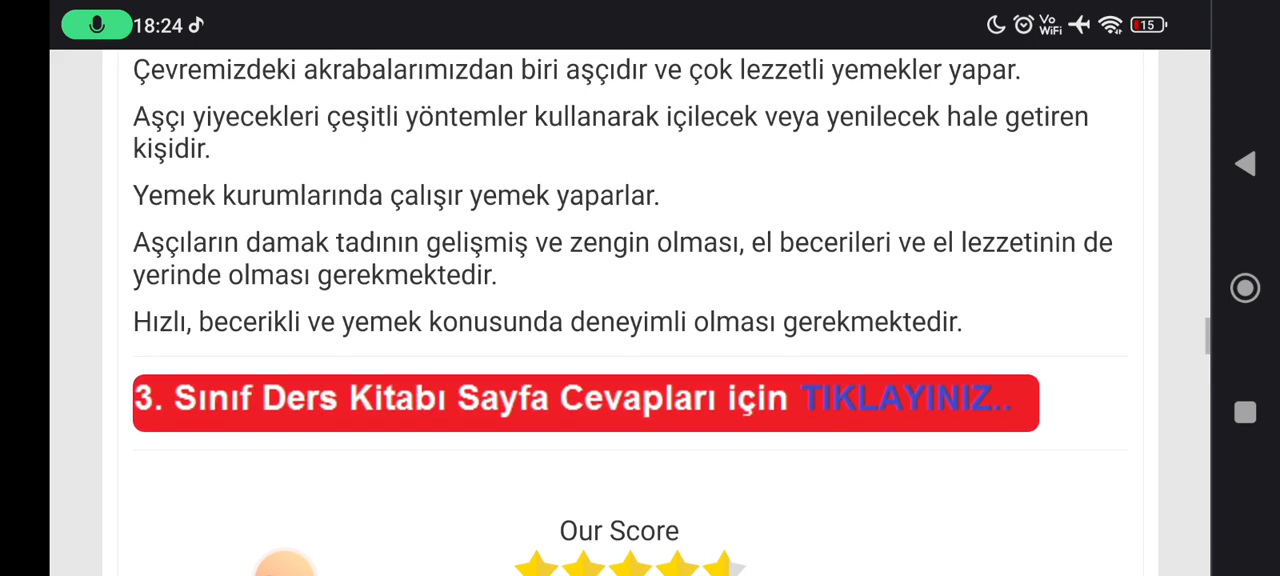 18:24
Vo
WiFi
15
Çevremizdeki akrabalarımızdan biri aşçıdır ve çok lezzetli yemekler yapar.
Aşçı yiyecekleri çeşitli yöntemler kullanarak içilecek veya yenilecek hale getiren
kişidir.
Yemek kurumlarında çalışır yemek yaparlar.
Aşçıların damak tadının gelişmiş ve zengin olması, el becerileri ve el lezzetinin de
yerinde olması gerekmektedir.
Hızlı, becerikli ve yemek konusunda deneyimli olması gerekmektedir.
3. Sınıf Ders Kitabı Sayfa Cevapları için TIKLAYINIZ..
Our Score